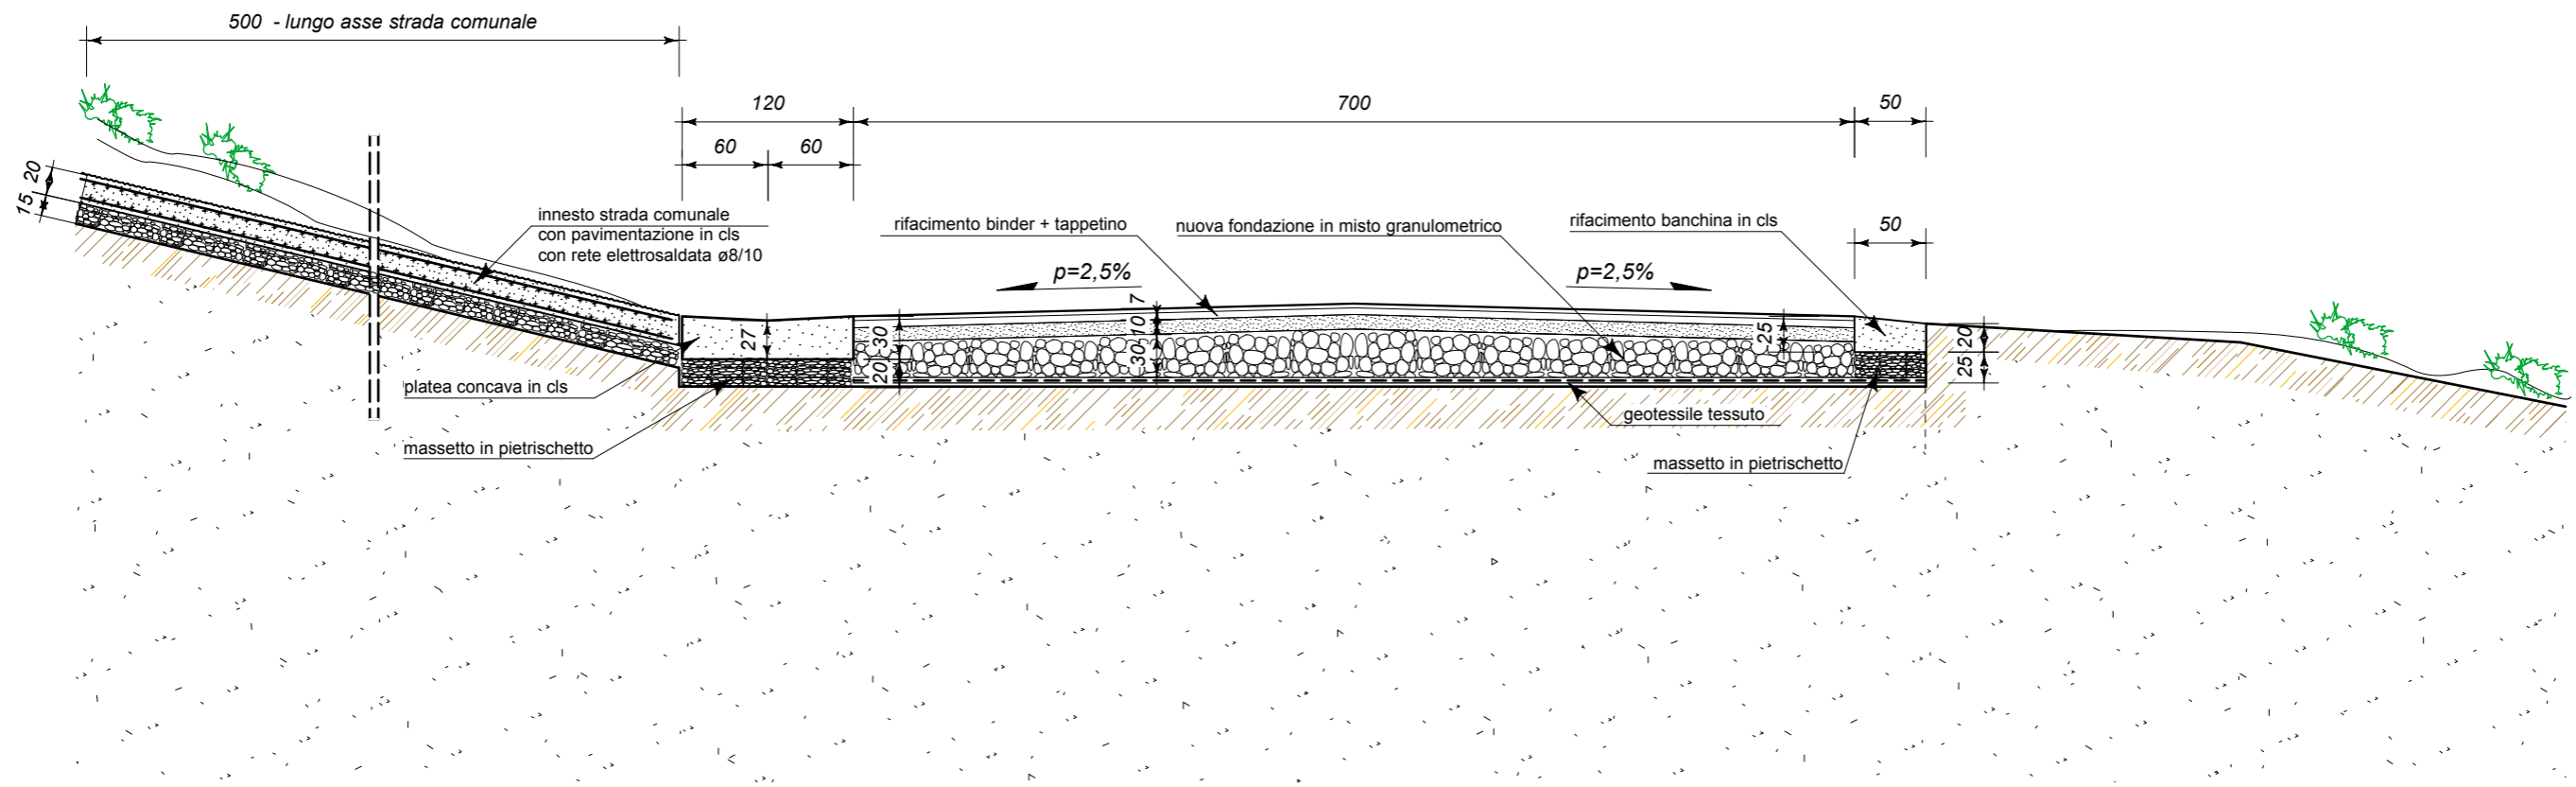 500 - lungo asse strada comunale
120
700
50
60
60
20
15
innesto strada comunale
con pavimentazione in cls
con rete elettrosaldata ø8/10
rifacimento binder + tappetino
nuova fondazione in misto granulometrico
rifacimento banchina in cls
50
p=2,5%
p=2,5%
7
10
30
27
30
20
25
20
25
platea concava in cls
massetto in pietrischetto
geotessile tessuto
massetto in pietrischetto